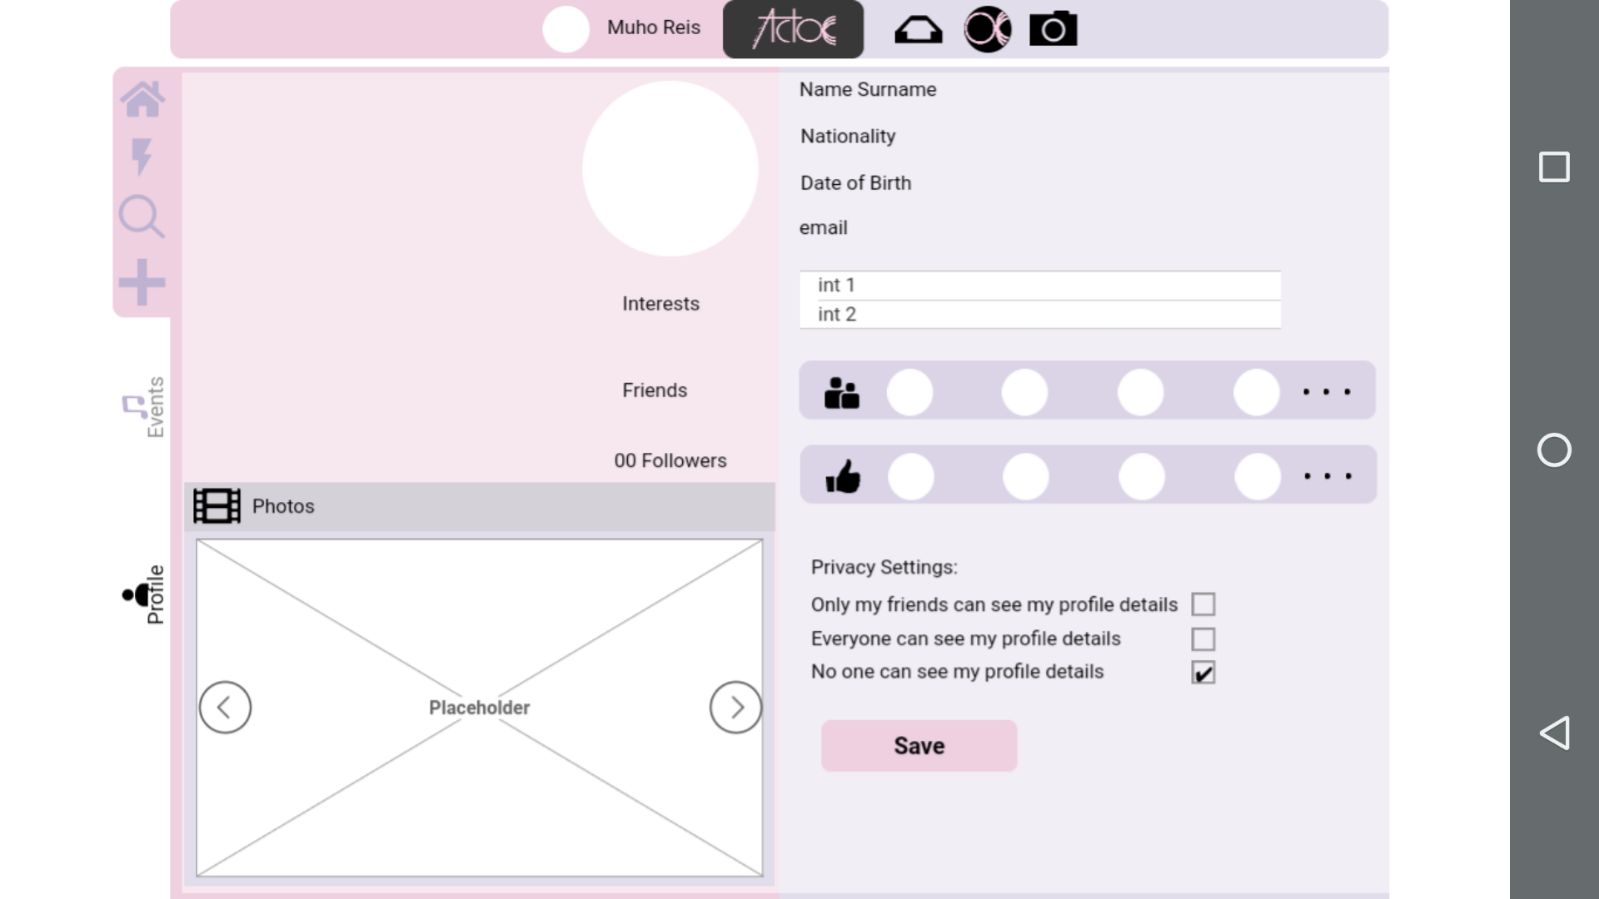 Muho Reis
Actoc
Name Surname
Nationality
Date of Birth
email
int 1
int 2
Interests
Friends
00 Followers
Events
Profile
Photos
Placeholder
Privacy Settings:
Only my friends can see my profile details
Everyone can see my profile details
No one can see my profile details
Save